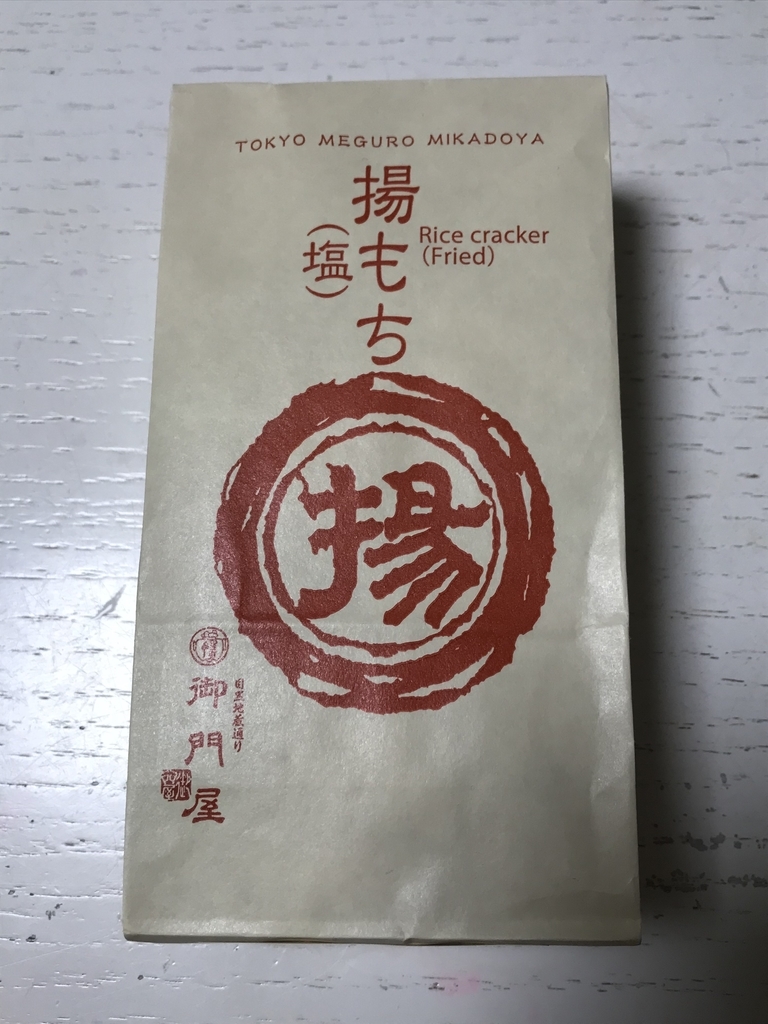 TOKYO MEGURO MIKADOYA
揚もち
(塩)
Rice cracker
(Fried)
揚
目黒地蔵通り
御門屋